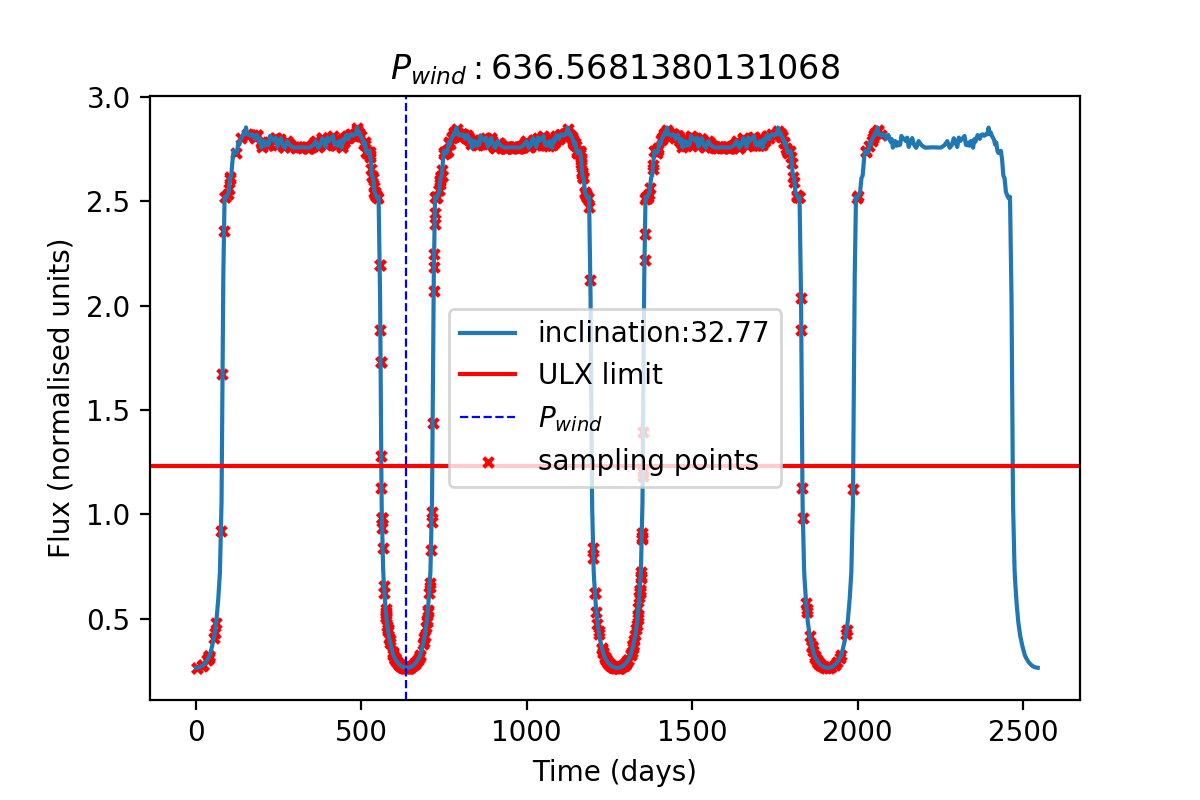 P_wind : 636.5681380131068
3.0
2.5
2.0
1.5
1.0
0.5
Flux (normalised units)
inclination:32.77
ULX limit
P_wind
sampling points
0 500 1000 1500 2000 2500
Time (days)